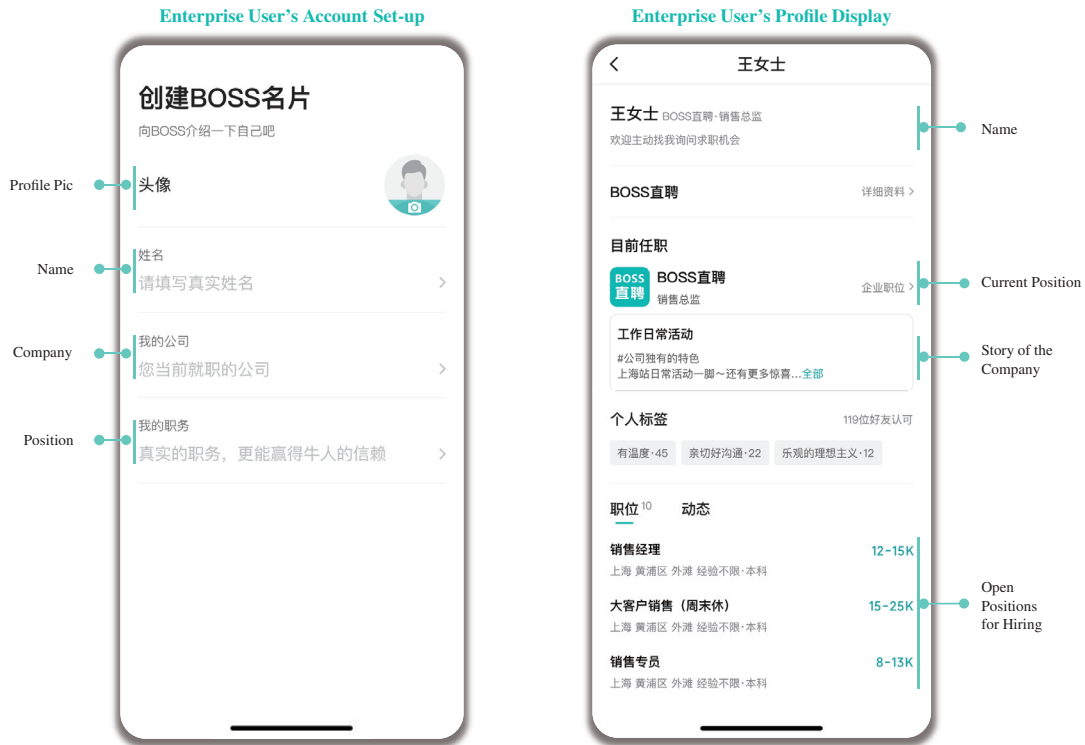 Enterprise User's Account Set-up
创建BOSS名片
向BOSS介绍一下自己吧
Profile Pic
头像
Name
姓名
请填写真实姓名
Company
我的公司
您当前就职的公司
Position
我的职务
真实的职务，更能赢得牛人的信赖
Enterprise User's Profile Display
王女士
王女士 BOSS直聘·销售总监
欢迎主动找我询问求职机会
Name
BOSS直聘 详细资料
目前任职
BOSS直聘
BOSS直聘
销售总监
企业职位
Current Position
工作日常活动
#公司独有的特色
上海站日常活动一脚～还有更多惊喜...全部
Story of the
Company
个人标签 119位好友认可
有温度·45 亲切好沟通·22 乐观的理想主义·12
职位 10 动态
销售经理 12-15K
上海 黄浦区 外滩 经验不限·本科
大客户销售（周末休） 15-25K
上海 黄浦区 外滩 经验不限·本科
销售专员 8-13K
上海 黄浦区 外滩 经验不限·本科
Open
Positions
for Hiring